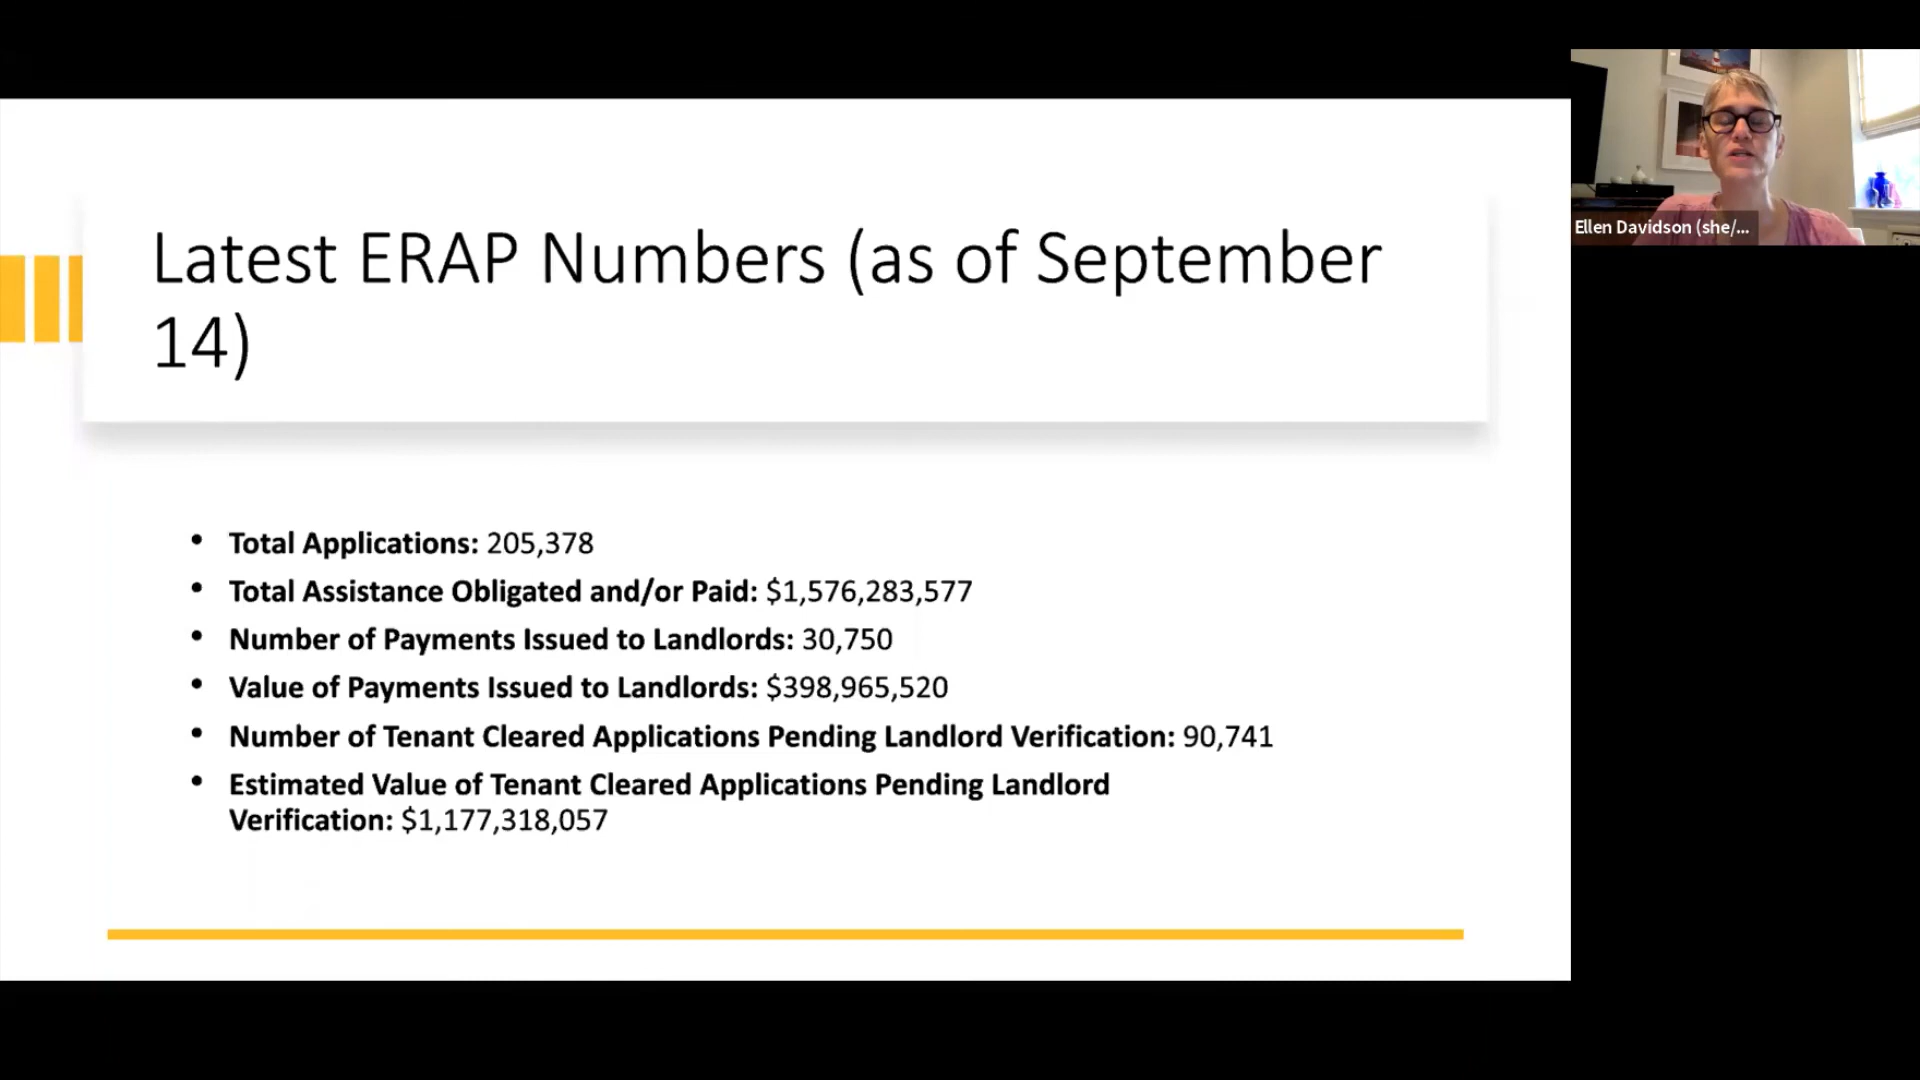 Latest ERAP Numbers (as of September
14)
• Total Applications: 205,378
• Total Assistance Obligated and/or Paid: $1,576,283,577
• Number of Payments Issued to Landlords: 30,750
• Value of Payments Issued to Landlords: $398,965,520
• Number of Tenant Cleared Applications Pending Landlord Verification: 90,741
• Estimated Value of Tenant Cleared Applications Pending Landlord
Verification: $1,177,318,057
Ellen Davidson (she/...